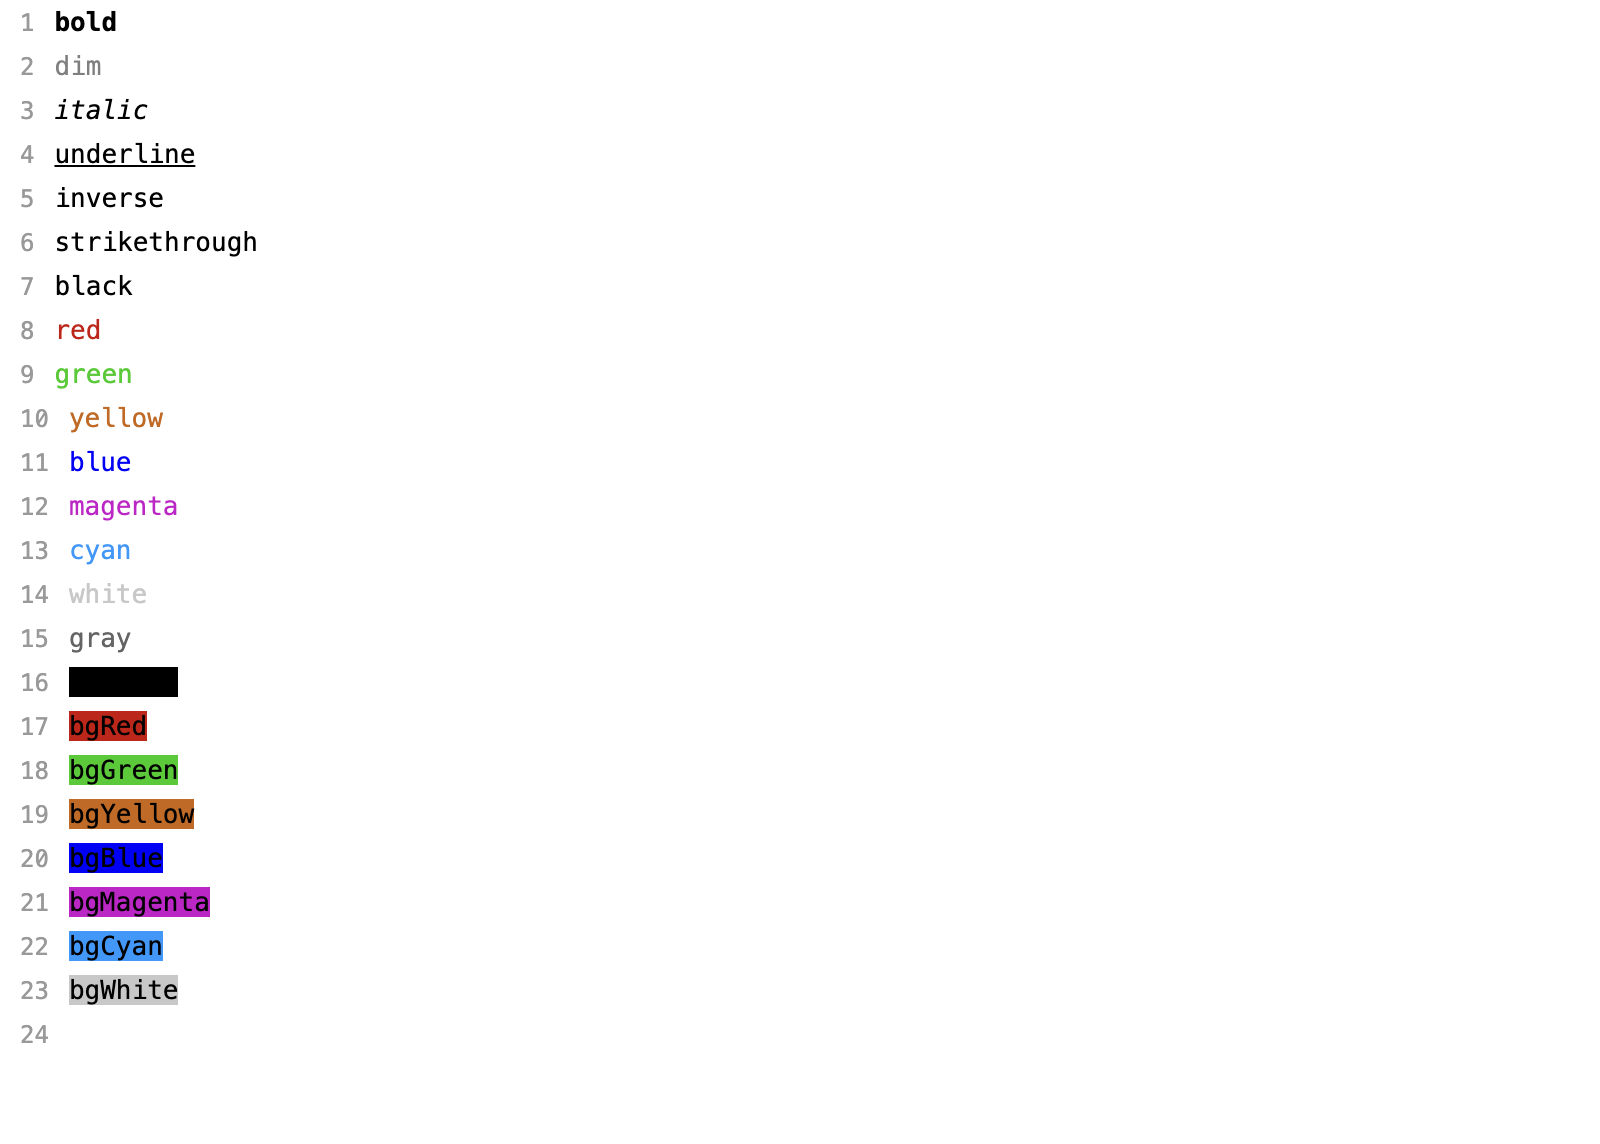 1 bold
2 dim
3 italic
4 underline
5 inverse
6 strikethrough
7 black
8 red
9 green
10 yellow
11 blue
12 magenta
13 cyan
14 white
15 gray
16
17 bgRed
18 bgGreen
19 bgYellow
20 bgBlue
21 bgMagenta
22 bgCyan
23 bgWhite
24